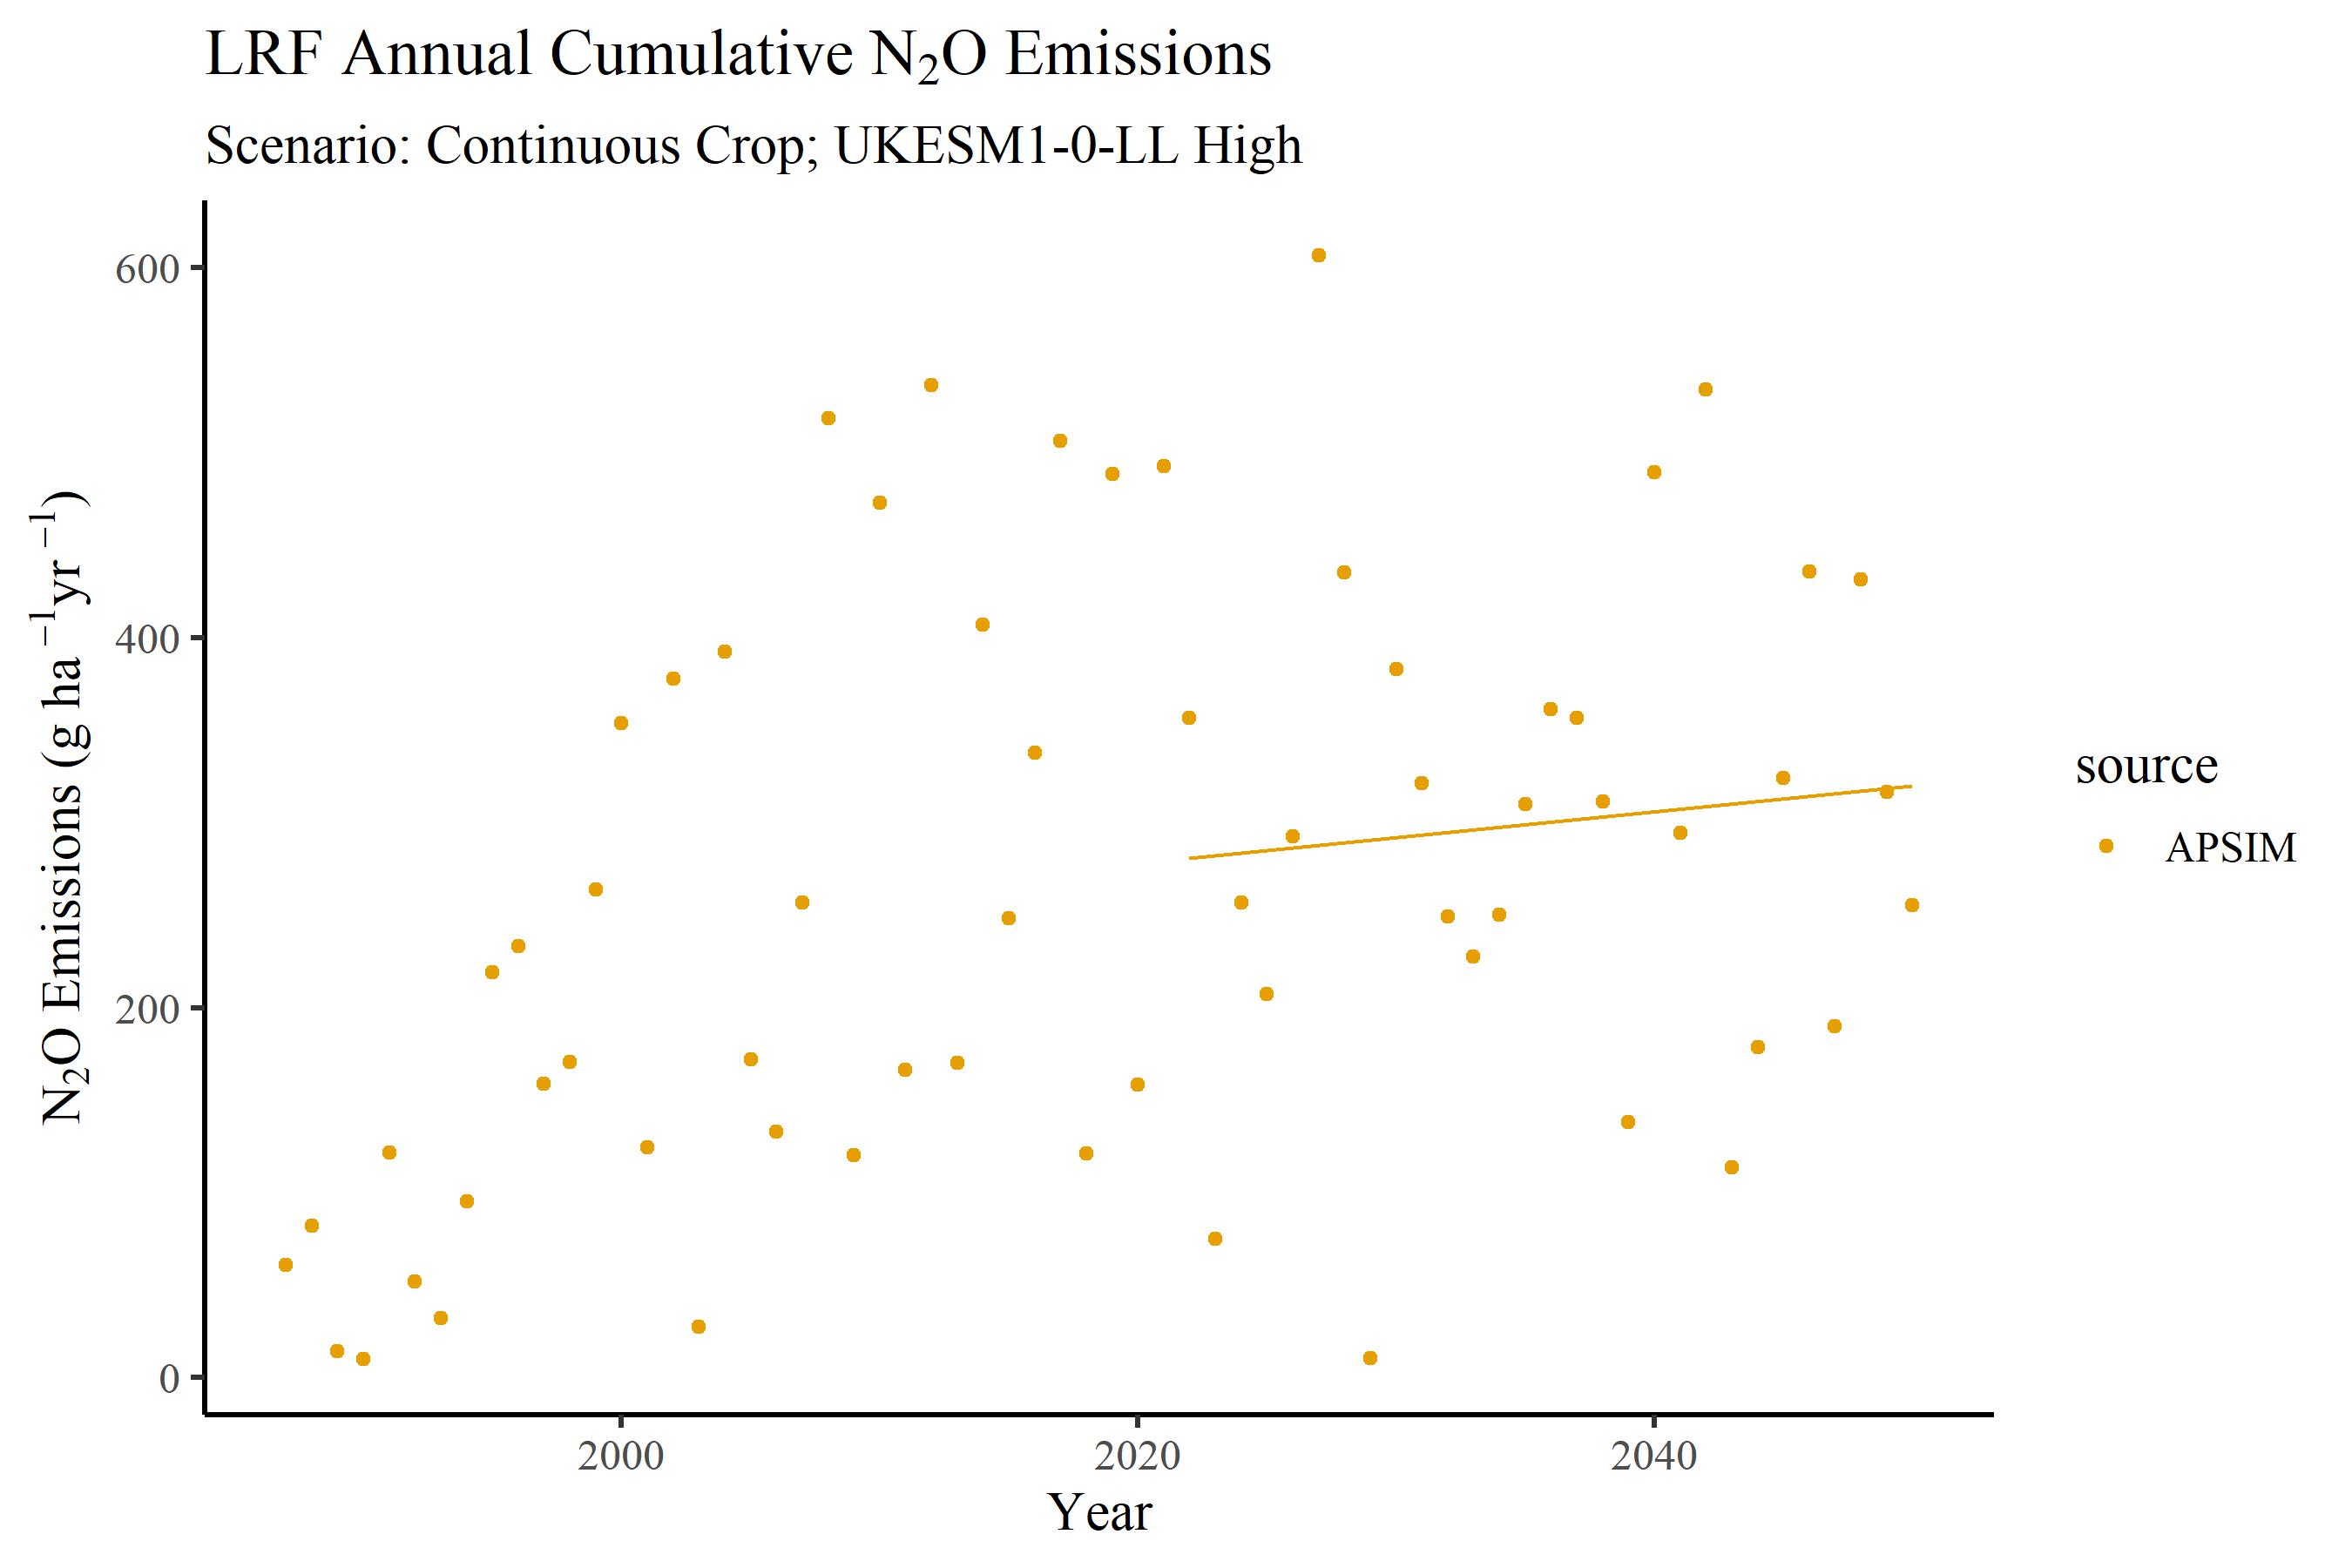 LRF Annual Cumulative N₂O Emissions
Scenario: Continuous Crop; UKESM1-0-LL High
N₂O Emissions (g ha ⁻¹yr ⁻¹)
600
400
200
0
2000
2020
2040
Year
source
APSIM